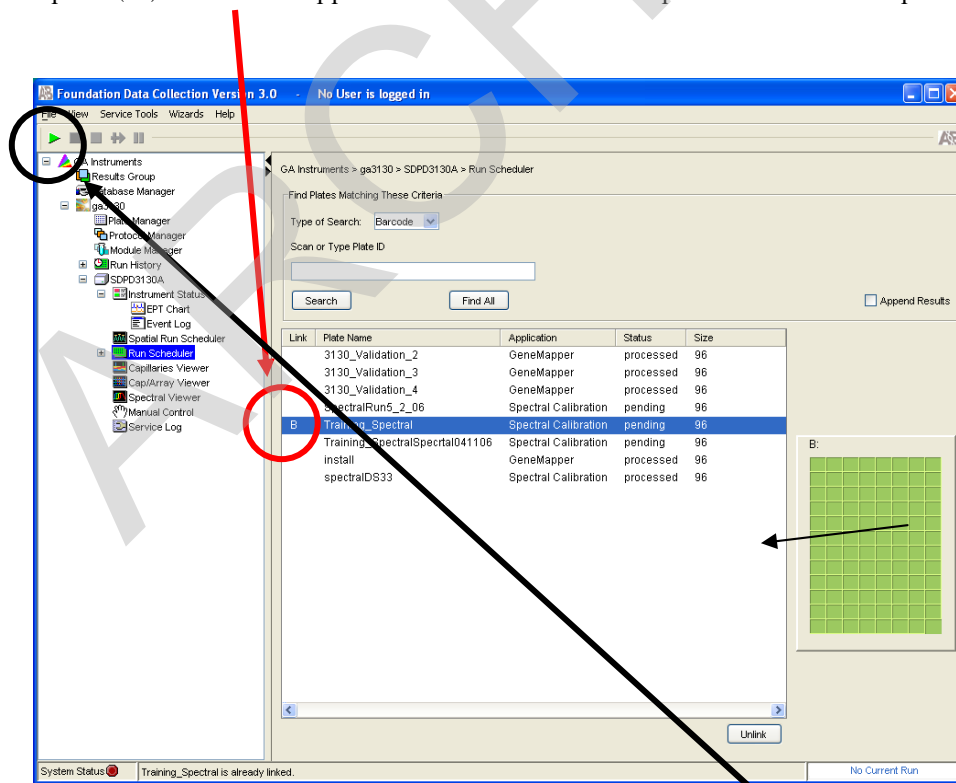 Foundation Data Collection Version 3.0 - No User is logged in
File View Service Tools Wizards Help
GA Instruments
Results Group
Database Manager
ga3130
Plate Manager
Protocol Manager
Module Manager
Run History
SDPD3130A
Instrument Status
EPT Chart
Event Log
Spatial Run Scheduler
Run Scheduler
Capillaries Viewer
Cap/Array Viewer
Spectral Viewer
Manual Control
Service Log
GA Instruments > ga3130 > SDPD3130A > Run Scheduler
Find Plates Matching These Criteria
Type of Search: Barcode
Scan or Type Plate ID
Search Find All Append Results
Link Plate Name Application Status Size
3130_Validation_2 GeneMapper processed 96
3130_Validation_3 GeneMapper processed 96
3130_Validation_4 GeneMapper processed 96
SpectralRun5_2_06 Spectral Calibration pending 96
B Training_Spectral Spectral Calibration pending 96
Training_SpectralSpecrtal041106 Spectral Calibration pending 96
install GeneMapper processed 96
spectralDS33 Spectral Calibration processed 96
B:
Unlink
System Status Training_Spectral is already linked. No Current Run
ARCH